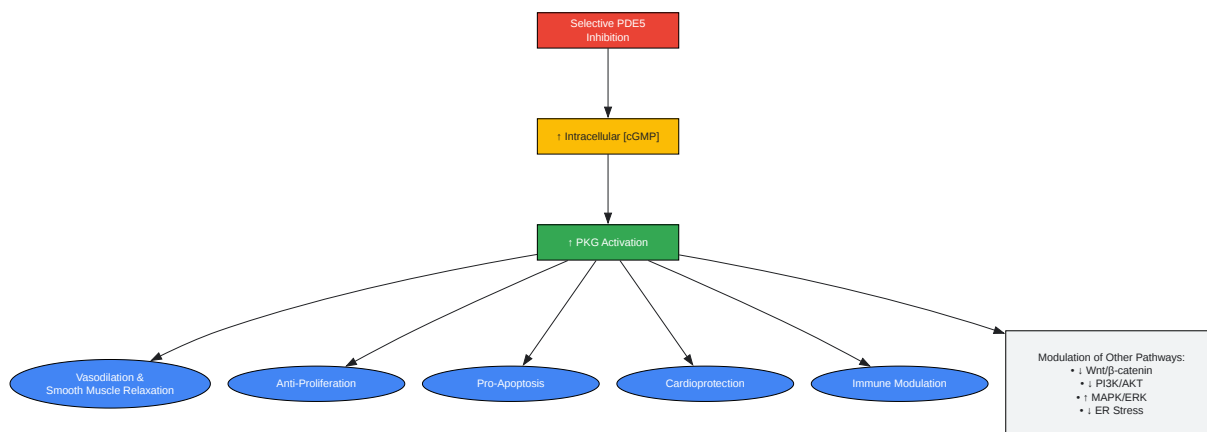 Selective PDE5
Inhibition
↑ Intracellular [cGMP]
↑ PKG Activation
Vasodilation &
Smooth Muscle Relaxation
Anti-Proliferation
Pro-Apoptosis
Cardioprotection
Immune Modulation
Modulation of Other Pathways:
• ↓ Wnt/β-catenin
• ↓ PI3K/AKT
• ↑ MAPK/ERK
• ↓ ER Stress